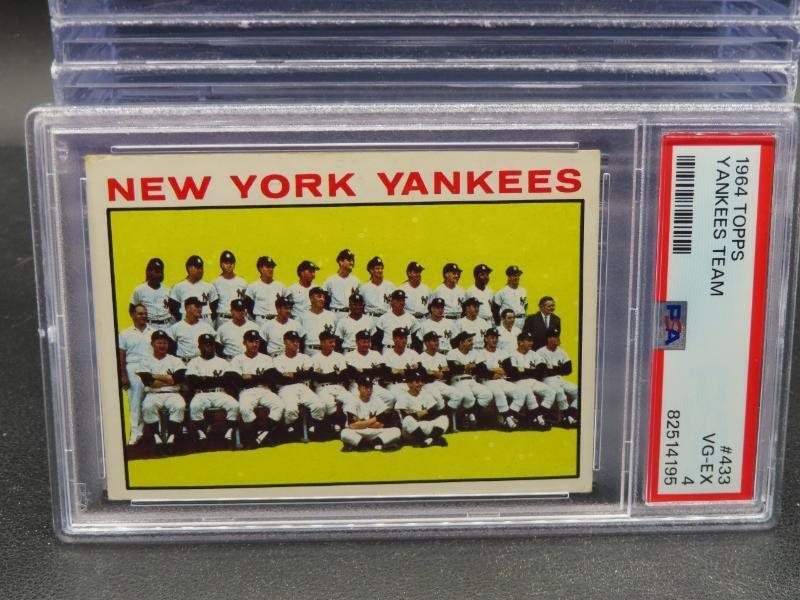 NEW YORK YANKEES
1964 TOPPS
YANKEES TEAM
PSA
#433
VG-EX
4
82514195